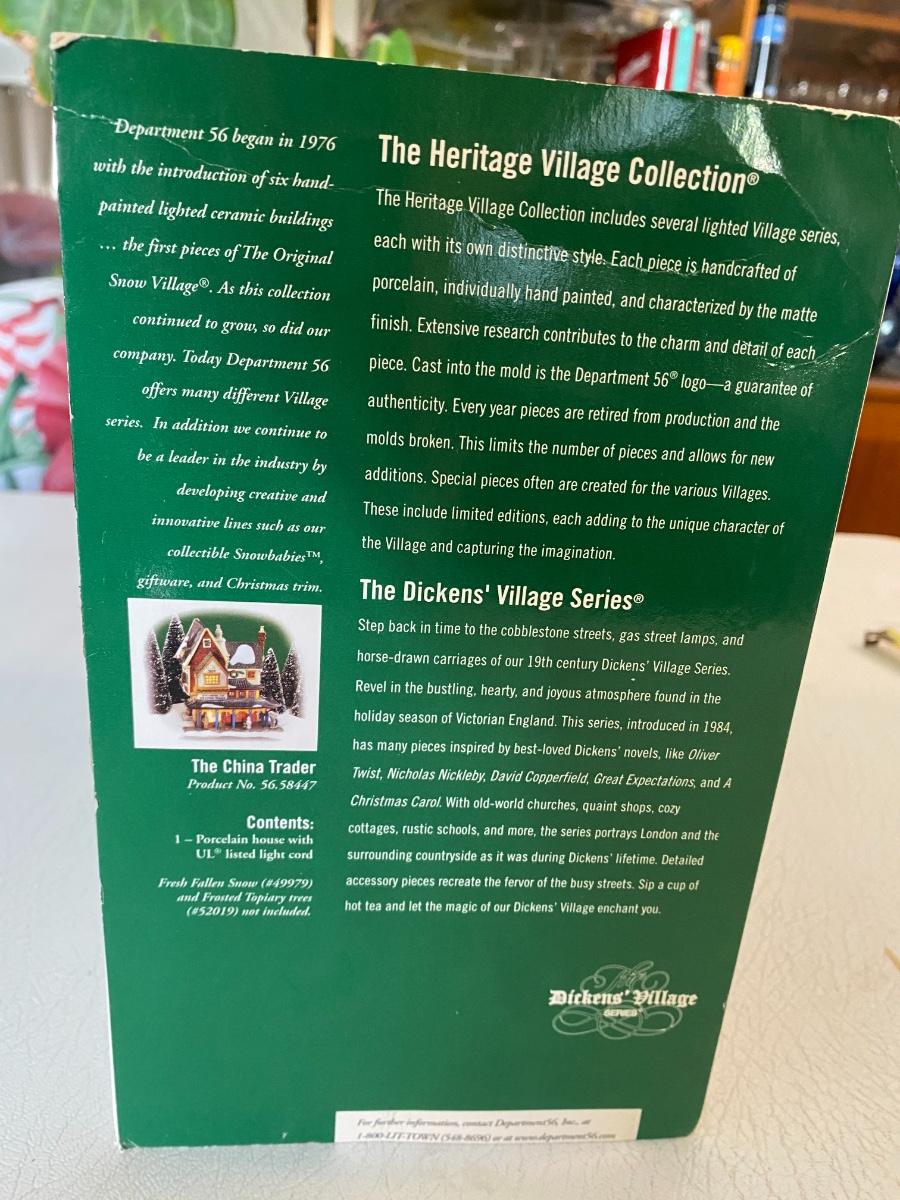 Department 56 began in 1976
with the introduction of six hand-
painted lighted ceramic buildings
... the first pieces of The Original
Snow Village®. As this collection
continued to grow, so did our
company. Today Department 56
offers many different Village
series. In addition we continue to
be a leader in the industry by
developing creative and
innovative lines such as our
collectible Snowbabies™,
giftware, and Christmas trim.
The China Trader
Product No. 56.58447
Contents:
1 – Porcelain house with
UL® listed light cord
Fresh Fallen Snow (#49979)
and Frosted Topiary trees
(#52019) not included.
The Heritage Village Collection®
The Heritage Village Collection includes several lighted Village series,
each with its own distinctive style. Each piece is handcrafted of
porcelain, individually hand painted, and characterized by the matte
finish. Extensive research contributes to the charm and detail of each
piece. Cast into the mold is the Department 56® logo—a guarantee of
authenticity. Every year pieces are retired from production and the
molds broken. This limits the number of pieces and allows for new
additions. Special pieces often are created for the various Villages.
These include limited editions, each adding to the unique character of
the Village and capturing the imagination.
The Dickens' Village Series®
Step back in time to the cobblestone streets, gas street lamps, and
horse-drawn carriages of our 19th century Dickens' Village Series.
Revel in the bustling, hearty, and joyous atmosphere found in the
holiday season of Victorian England. This series, introduced in 1984,
has many pieces inspired by best-loved Dickens' novels, like Oliver
Twist, Nicholas Nickleby, David Copperfield, Great Expectations, and A
Christmas Carol. With old-world churches, quaint shops, cozy
cottages, rustic schools, and more, the series portrays London and the
surrounding countryside as it was during Dickens' lifetime. Detailed
accessory pieces recreate the fervor of the busy streets. Sip a cup of
hot tea and let the magic of our Dickens' Village enchant you.
The
Dickens' Village
SERIES
For further information, contact Department 56, Inc., at
1-800-LIT-TOWN (548-8696) or at www.department56.com